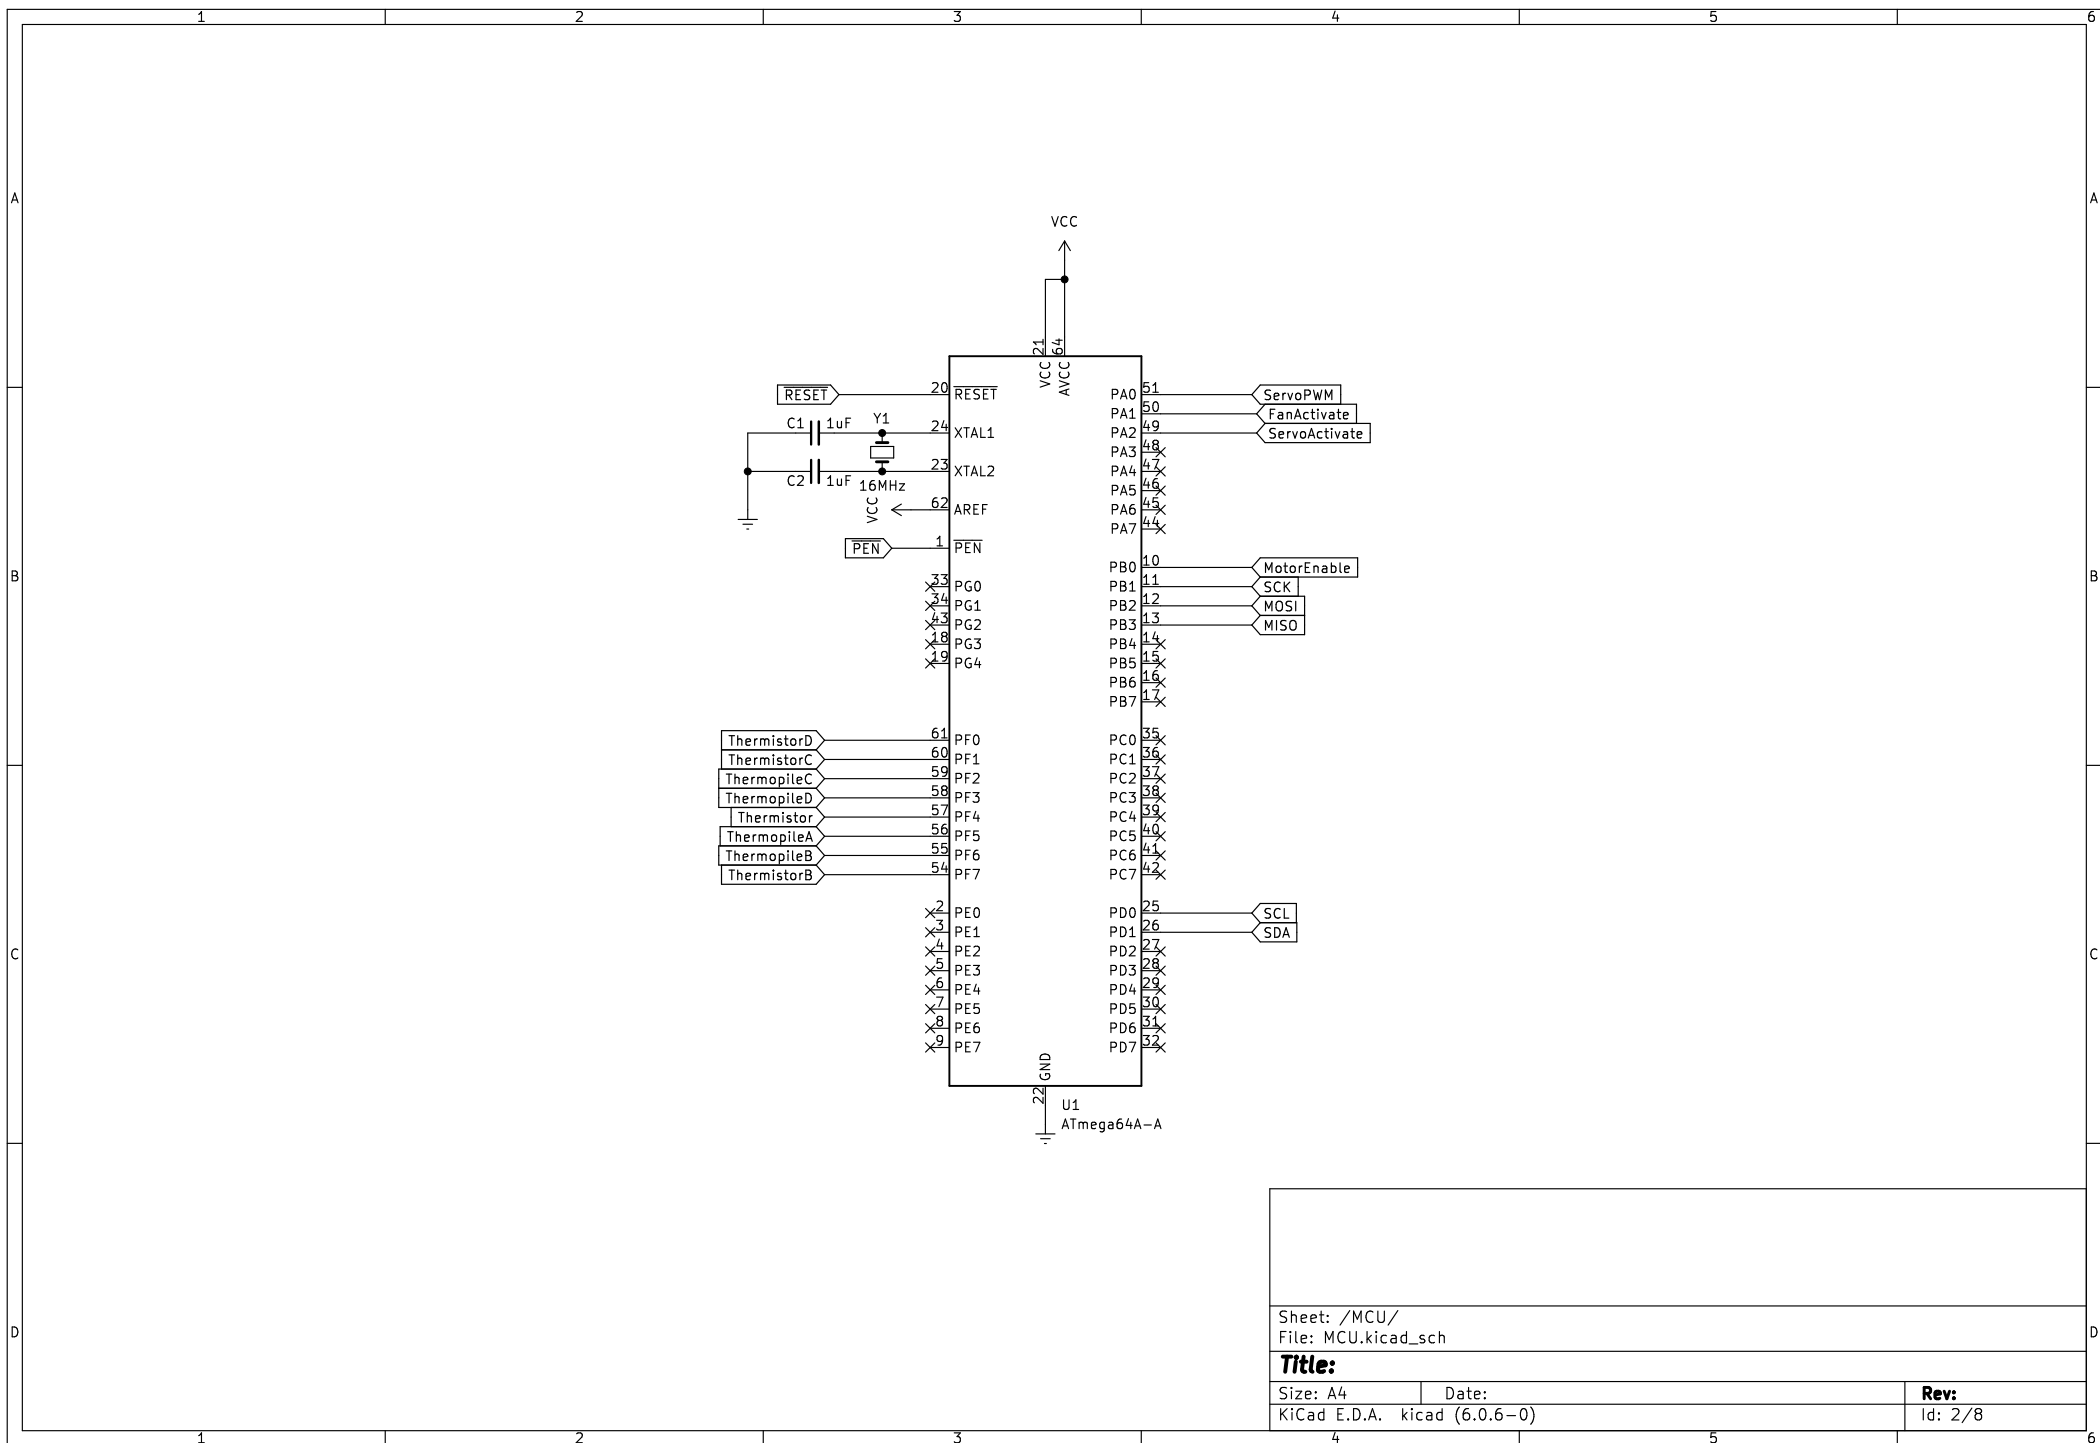 1 2 3 4 5 6
A A
VCC
21 64
VCC AVCC
RESET 20 RESET PA0 51 ServoPWM
PA1 50 FanActivate
C1 1uF Y1 24 XTAL1 PA2 49 ServoActivate
PA3 48
C2 1uF 23 XTAL2 PA4 47
16MHz PA5 46
VCC 62 AREF PA6 45
PA7 44
PEN 1 PEN
PB0 10 MotorEnable
B B
33 PG0 PB1 11 SCK
34 PG1 PB2 12 MOSI
43 PG2 PB3 13 MISO
18 PG3 PB4 14
19 PG4 PB5 15
PB6 16
PB7 17
ThermistorD 61 PF0 PC0 35
ThermistorC 60 PF1 PC1 36
ThermopileC 59 PF2 PC2 37
ThermopileD 58 PF3 PC3 38
Thermistor 57 PF4 PC4 39
ThermopileA 56 PF5 PC5 40
ThermopileB 55 PF6 PC6 41
ThermistorB 54 PF7 PC7 42
2 PE0 PD0 25 SCL
3 PE1 PD1 26 SDA
C C
4 PE2 PD2 27
5 PE3 PD3 28
6 PE4 PD4 29
7 PE5 PD5 30
8 PE6 PD6 31
9 PE7 PD7 32
GND
22
U1
ATmega64A-A
Sheet: /MCU/
D D
File: MCU.kicad_sch
Title:
Size: A4 Date: Rev:
KiCad E.D.A. kicad (6.0.6-0) Id: 2/8
1 2 3 4 5 6